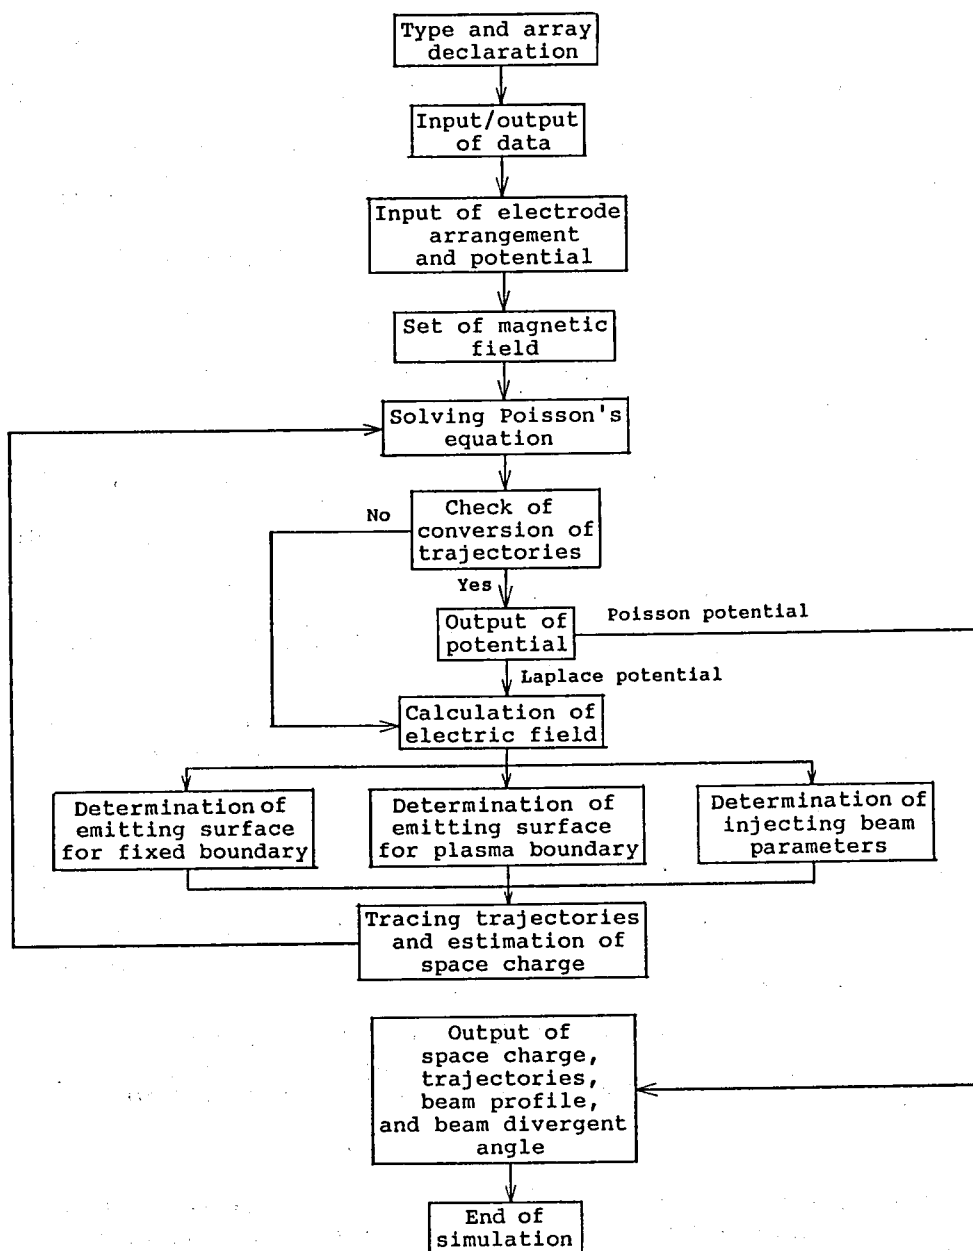 Type and array
declaration
Input/output
of data
Input of electrode
arrangement
and potential
Set of magnetic
field
Solving Poisson's
equation
Check of
conversion of
trajectories
No
Yes
Output of
potential
Poisson potential
Laplace potential
Calculation of
electric field
Determination of
emitting surface
for fixed boundary
Determination of
emitting surface
for plasma boundary
Determination of
injecting beam
parameters
Tracing trajectories
and estimation of
space charge
Output of
space charge,
trajectories,
beam profile,
and beam divergent
angle
End of
simulation